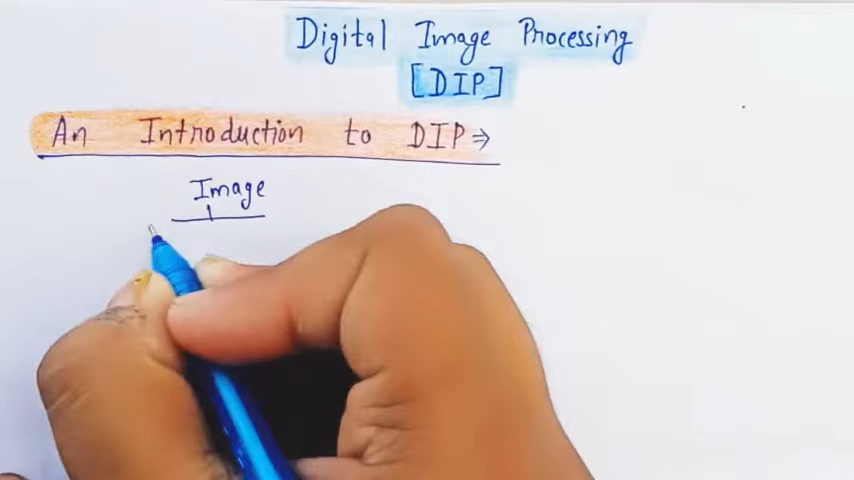 Digital Image Processing
[DIP]
An Introduction to DIP ⇒
Image